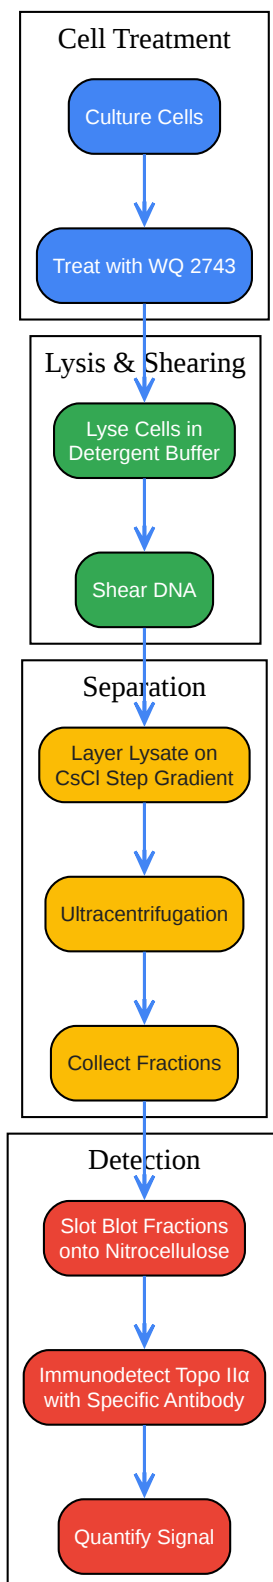 Cell Treatment
Culture Cells
Treat with WQ 2743
Lysis & Shearing
Lyse Cells in
Detergent Buffer
Shear DNA
Separation
Layer Lysate on
CsCl Step Gradient
Ultracentrifugation
Collect Fractions
Detection
Slot Blot Fractions
onto Nitrocellulose
Immunodetect Topo IIα
with Specific Antibody
Quantify Signal